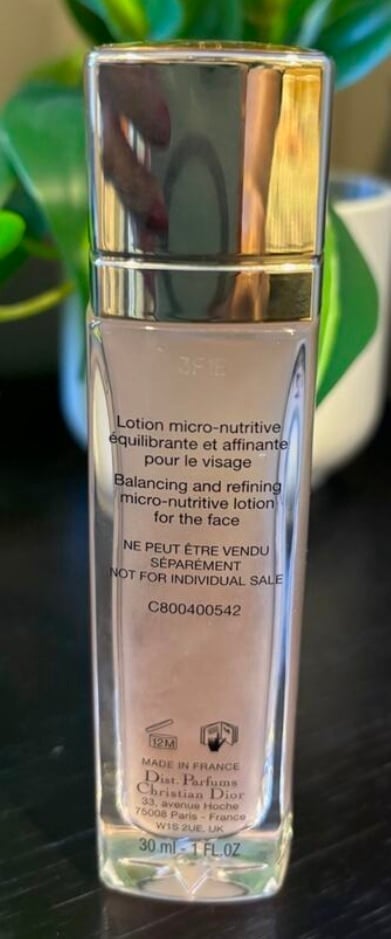 3F1E
Lotion micro-nutritive
équilibrante et affinante
pour le visage
Balancing and refining
micro-nutritive lotion
for the face
NE PEUT ÊTRE VENDU
SÉPARÉMENT
NOT FOR INDIVIDUAL SALE
C800400542
12M
MADE IN FRANCE
Dist. Parfums
Christian Dior
33, avenue Hoche
75008 Paris - France
W1S 2UE, UK
30 ml - 1 FL.OZ